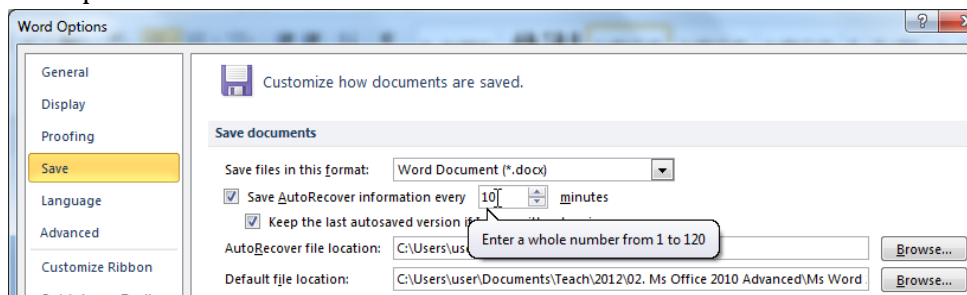 Word Options
General
Display
Proofing
Save
Language
Advanced
Customize Ribbon
Customize how documents are saved.
Save documents
Save files in this format: Word Document (*.docx)
Save AutoRecover information every 10 minutes
Keep the last autosaved version if
Enter a whole number from 1 to 120
AutoRecover file location: C:\Users\use Browse...
Default file location: C:\Users\user\Documents\Teach\2012\02. Ms Office 2010 Advanced\Ms Word Browse...